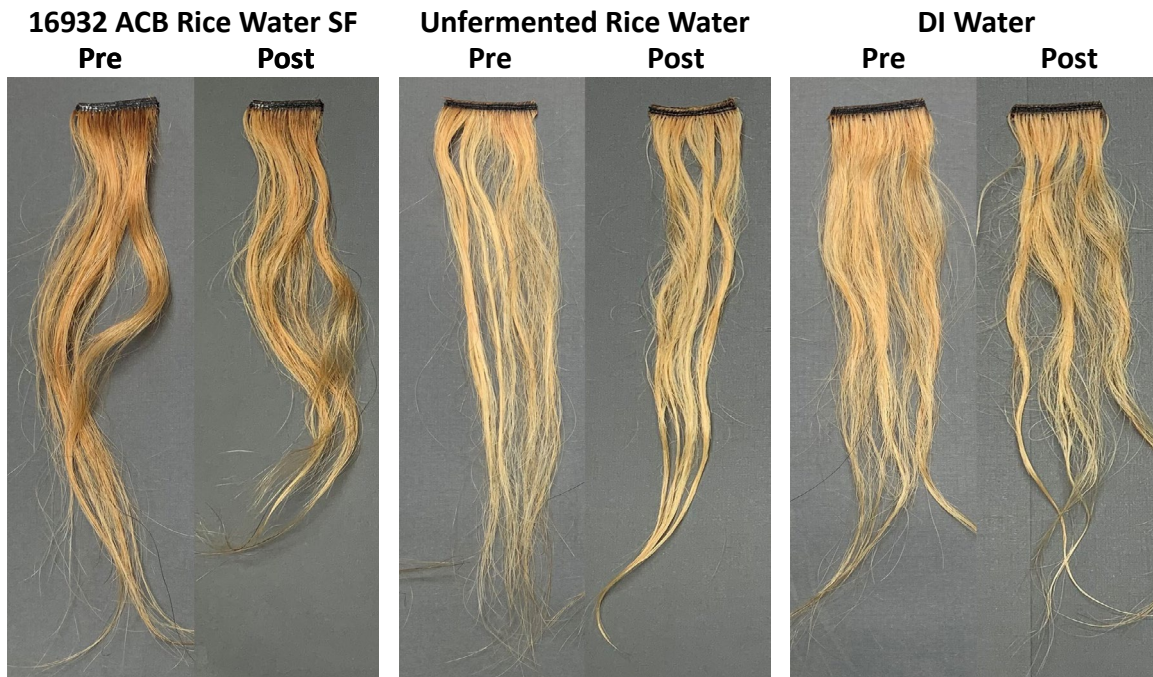 16932 ACB Rice Water SF
Pre Post
Unfermented Rice Water
Pre Post
DI Water
Pre Post